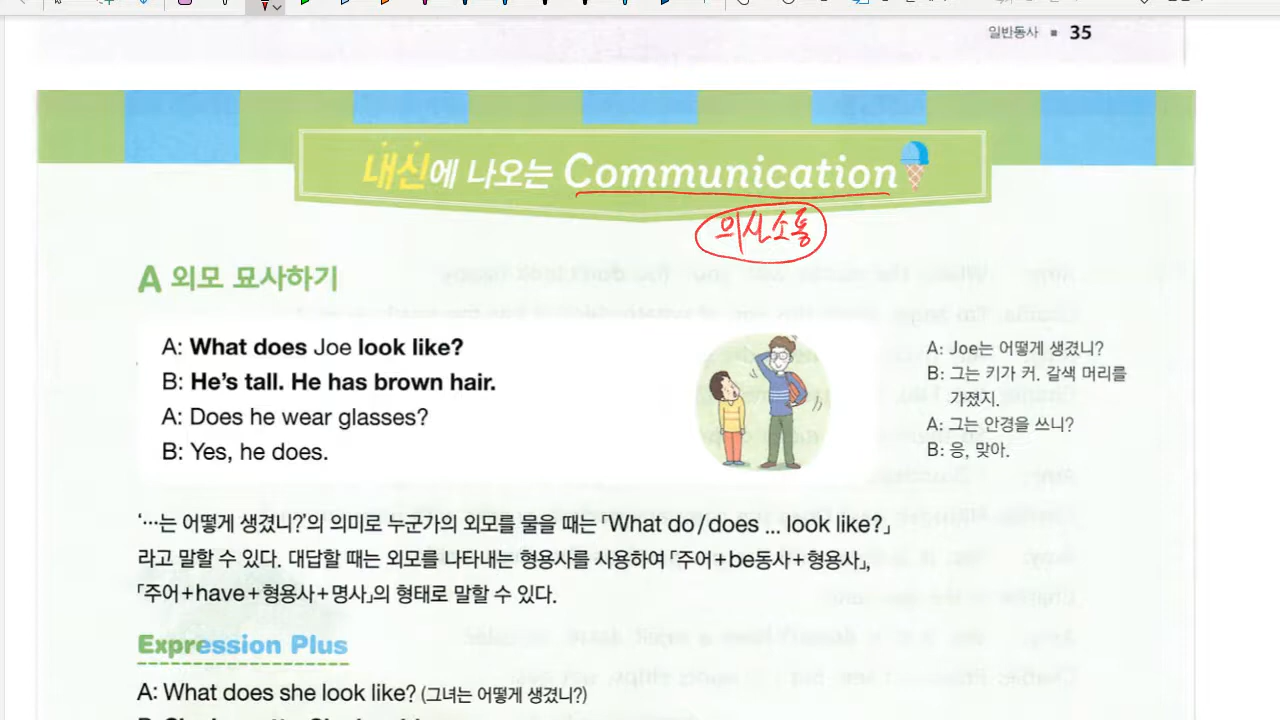 일반동사 ■ 35
내신에 나오는 Communication
의사소통
A 외모 묘사하기
A: What does Joe look like?
B: He's tall. He has brown hair.
A: Does he wear glasses?
B: Yes, he does.
A: Joe는 어떻게 생겼니?
B: 그는 키가 커. 갈색 머리를
가졌지.
A: 그는 안경을 쓰니?
B: 응, 맞아.
'…는 어떻게 생겼니?'의 의미로 누군가의 외모를 물을 때는 「What do/does ... look like?」
라고 말할 수 있다. 대답할 때는 외모를 나타내는 형용사를 사용하여 「주어+be동사+형용사」,
「주어+have+형용사+명사」의 형태로 말할 수 있다.
Expression Plus
A: What does she look like? (그녀는 어떻게 생겼니?)